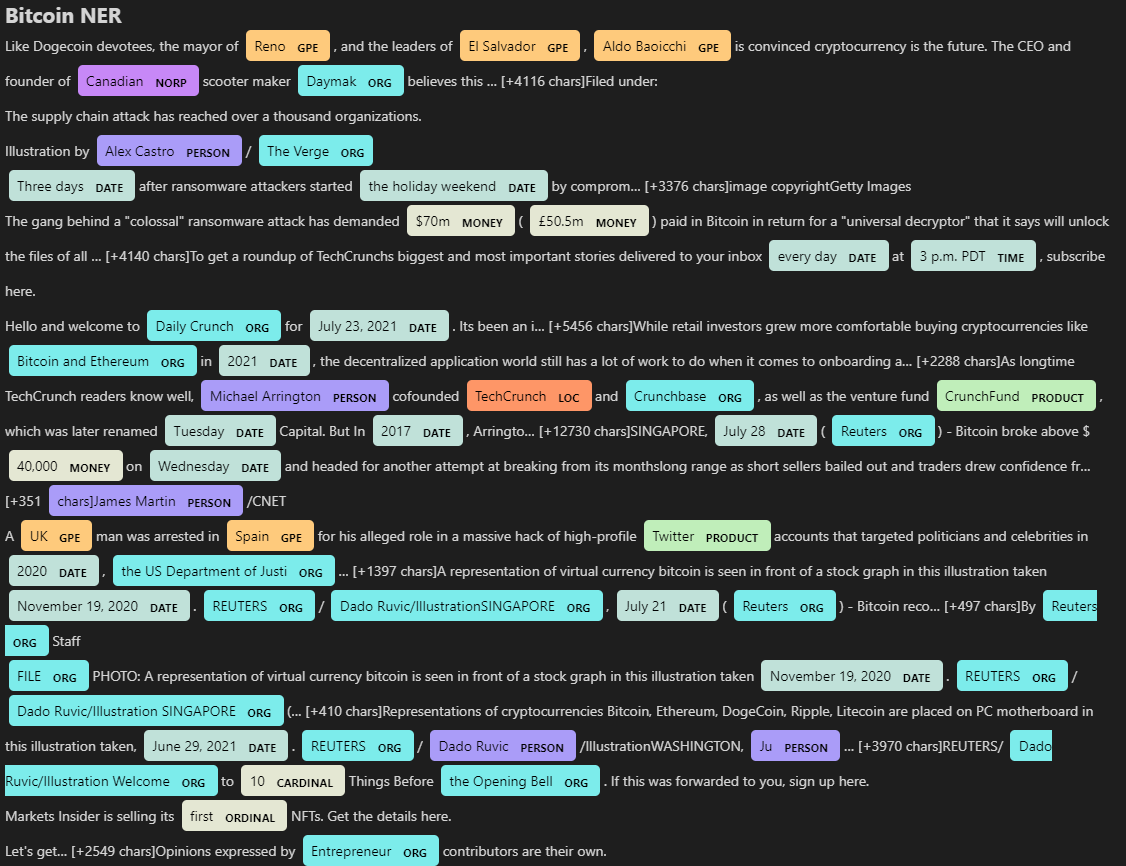 Bitcoin NER
Like Dogecoin devotees, the mayor of Reno GPE , and the leaders of El Salvador GPE , Aldo Baoicchi GPE is convinced cryptocurrency is the future. The CEO and
founder of Canadian NORP scooter maker Daymak ORG believes this ... [+4116 chars]Filed under:
The supply chain attack has reached over a thousand organizations.
Illustration by Alex Castro PERSON / The Verge ORG
Three days DATE after ransomware attackers started the holiday weekend DATE by comprom... [+3376 chars]image copyrightGetty Images
The gang behind a "colossal" ransomware attack has demanded $70m MONEY ( £50.5m MONEY ) paid in Bitcoin in return for a "universal decryptor" that it says will unlock
the files of all ... [+4140 chars]To get a roundup of TechCrunchs biggest and most important stories delivered to your inbox every day DATE at 3 p.m. PDT TIME , subscribe
here.
Hello and welcome to Daily Crunch ORG for July 23, 2021 DATE . Its been an i... [+5456 chars]While retail investors grew more comfortable buying cryptocurrencies like
Bitcoin and Ethereum ORG in 2021 DATE , the decentralized application world still has a lot of work to do when it comes to onboarding a... [+2288 chars]As longtime
TechCrunch readers know well, Michael Arrington PERSON cofounded TechCrunch LOC and Crunchbase ORG , as well as the venture fund CrunchFund PRODUCT ,
which was later renamed Tuesday DATE Capital. But In 2017 DATE , Arringto... [+12730 chars]SINGAPORE, July 28 DATE ( Reuters ORG ) - Bitcoin broke above $
40,000 MONEY on Wednesday DATE and headed for another attempt at breaking from its monthslong range as short sellers bailed out and traders drew confidence fr...
[+351 chars]James Martin PERSON /CNET
A UK GPE man was arrested in Spain GPE for his alleged role in a massive hack of high-profile Twitter PRODUCT accounts that targeted politicians and celebrities in
2020 DATE , the US Department of Justi ORG ... [+1397 chars]A representation of virtual currency bitcoin is seen in front of a stock graph in this illustration taken
November 19, 2020 DATE . REUTERS ORG / Dado Ruvic/IllustrationSINGAPORE ORG , July 21 DATE ( Reuters ORG ) - Bitcoin reco... [+497 chars]By Reuters
ORG Staff
FILE ORG PHOTO: A representation of virtual currency bitcoin is seen in front of a stock graph in this illustration taken November 19, 2020 DATE . REUTERS ORG /
Dado Ruvic/Illustration SINGAPORE ORG (... [+410 chars]Representations of cryptocurrencies Bitcoin, Ethereum, DogeCoin, Ripple, Litecoin are placed on PC motherboard in
this illustration taken, June 29, 2021 DATE . REUTERS ORG / Dado Ruvic PERSON /IllustrationWASHINGTON, Ju PERSON ... [+3970 chars]REUTERS/ Dado
Ruvic/Illustration Welcome ORG to 10 CARDINAL Things Before the Opening Bell ORG . If this was forwarded to you, sign up here.
Markets Insider is selling its first ORDINAL NFTs. Get the details here.
Let's get... [+2549 chars]Opinions expressed by Entrepreneur ORG contributors are their own.